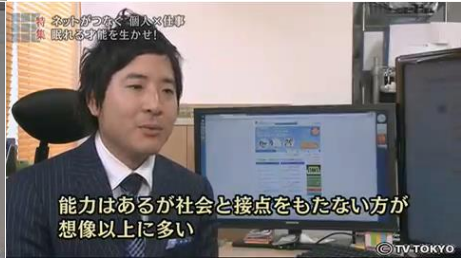 特集
ネットがつなぐ 個人×仕事
眠れる才能を生かせ!
能力はあるが社会と接点をもたない方が
想像以上に多い
©TV TOKYO